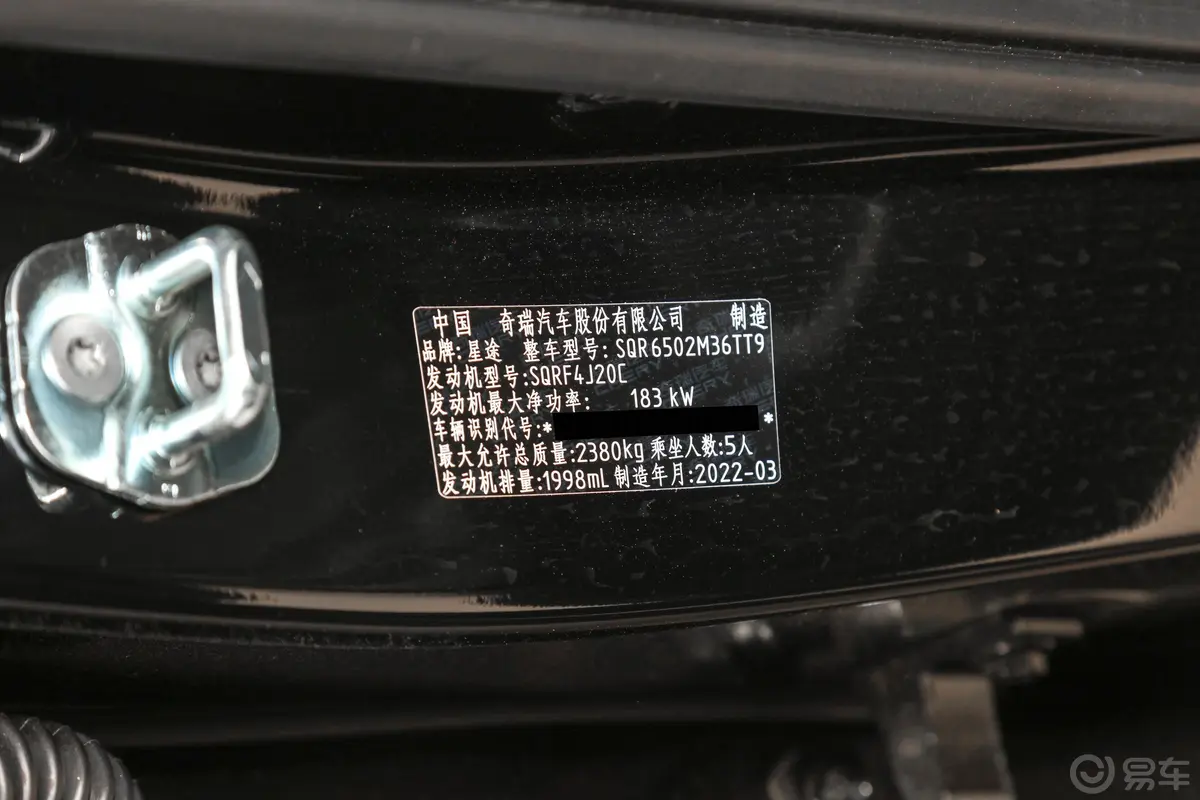 中国 奇瑞汽车股份有限公司 制造
品牌:星途 整车型号:SQR6502M36TT9
发动机型号:SQRF4J20C
发动机最大净功率: 183 kW
车辆识别代号:* *
最大允许总质量:2380kg 乘坐人数:5人
发动机排量:1998mL 制造年月:2022-03
易车